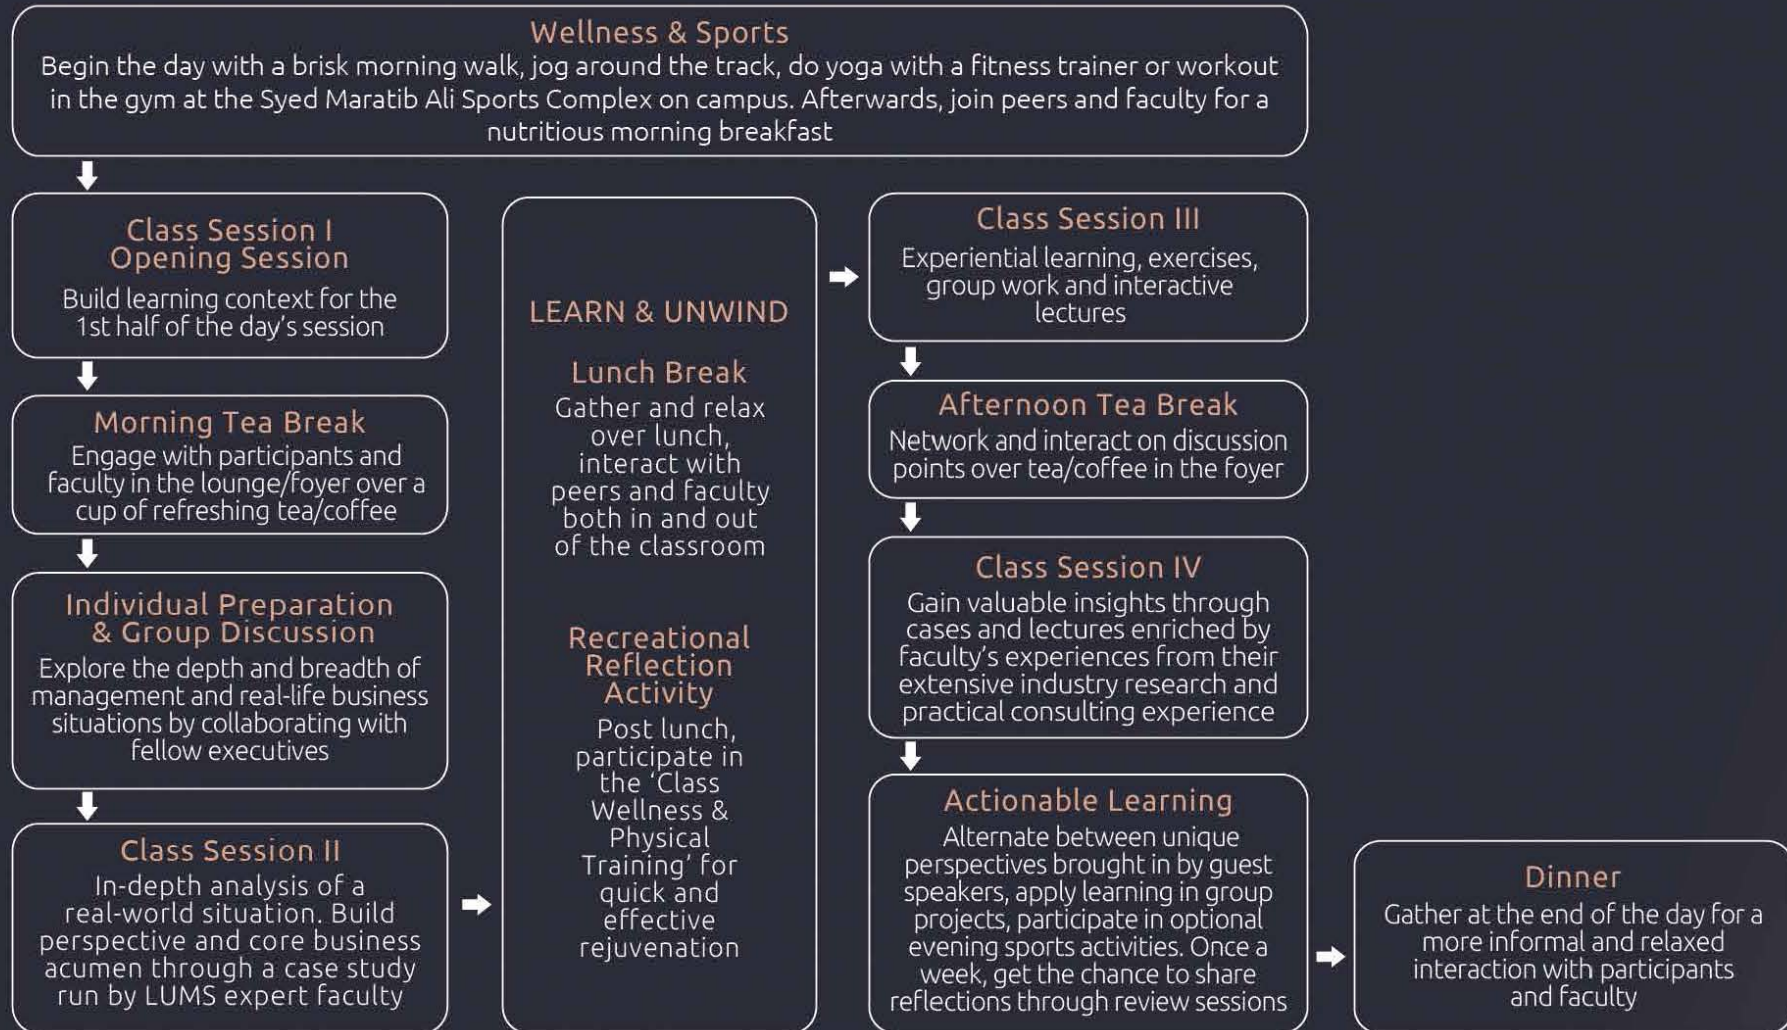 Wellness & Sports
Begin the day with a brisk morning walk, jog around the track, do yoga with a fitness trainer or workout
in the gym at the Syed Maratib Ali Sports Complex on campus. Afterwards, join peers and faculty for a
nutritious morning breakfast
Class Session I
Opening Session
Build learning context for the
1st half of the day's session
Morning Tea Break
Engage with participants and
faculty in the lounge/foyer over a
cup of refreshing tea/coffee
Individual Preparation
& Group Discussion
Explore the depth and breadth of
management and real-life business
situations by collaborating with
fellow executives
Class Session II
In-depth analysis of a
real-world situation. Build
perspective and core business
acumen through a case study
run by LUMS expert faculty
LEARN & UNWIND
Lunch Break
Gather and relax
over lunch,
interact with
peers and faculty
both in and out
of the classroom
Recreational
Reflection
Activity
Post lunch,
participate in
the ‘Class
Wellness &
Physical
Training’ for
quick and
effective
rejuvenation
Class Session III
Experiential learning, exercises,
group work and interactive
lectures
Afternoon Tea Break
Network and interact on discussion
points over tea/coffee in the foyer
Class Session IV
Gain valuable insights through
cases and lectures enriched by
faculty's experiences from their
extensive industry research and
practical consulting experience
Actionable Learning
Alternate between unique
perspectives brought in by guest
speakers, apply learning in group
projects, participate in optional
evening sports activities. Once a
week, get the chance to share
reflections through review sessions
Dinner
Gather at the end of the day for a
more informal and relaxed
interaction with participants
and faculty